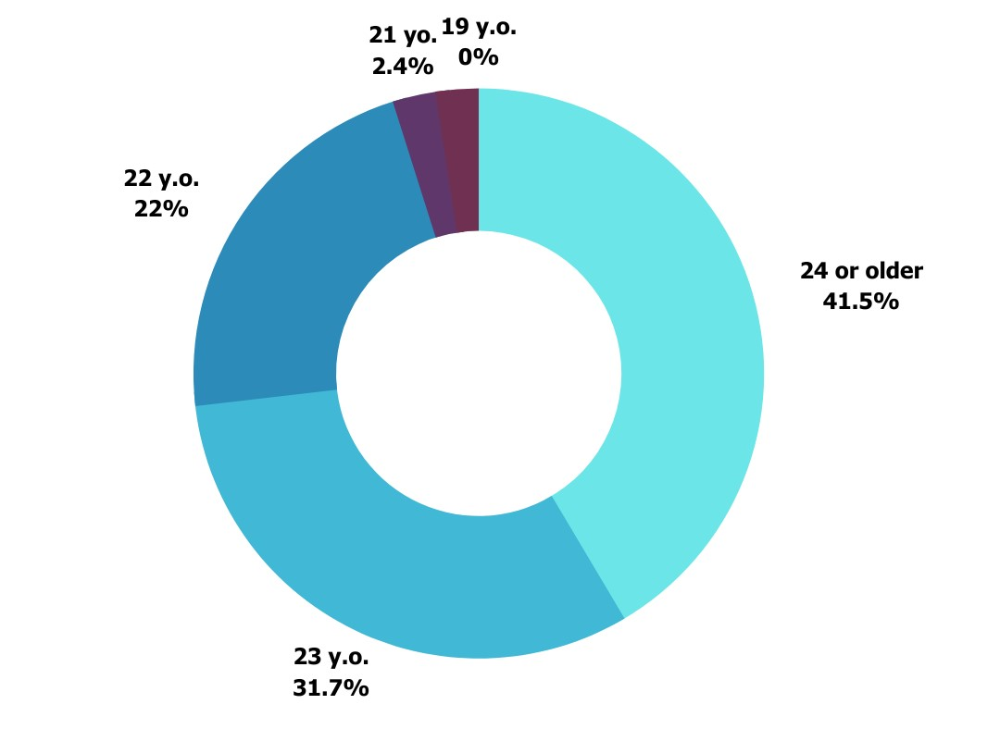 21 yo.
2.4%
19 y.o.
0%
22 y.o.
22%
24 or older
41.5%
23 y.o.
31.7%